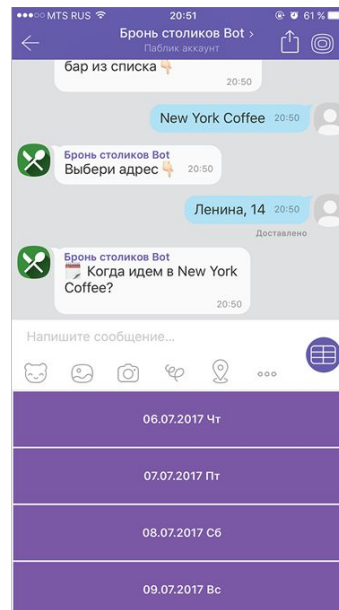 MTS RUS 20:51 61 %
Бронь столиков Bot >
Паблик аккаунт
бар из списка👇🏻
20:50
New York Coffee 20:50
Бронь столиков Bot
Выбери адрес👇🏻 20:50
Ленина, 14 20:50
Доставлено
Бронь столиков Bot
🗓 Когда идем в New York
Coffee?
20:50
Напишите сообщение...
06.07.2017 Чт
07.07.2017 Пт
08.07.2017 Сб
09.07.2017 Вс